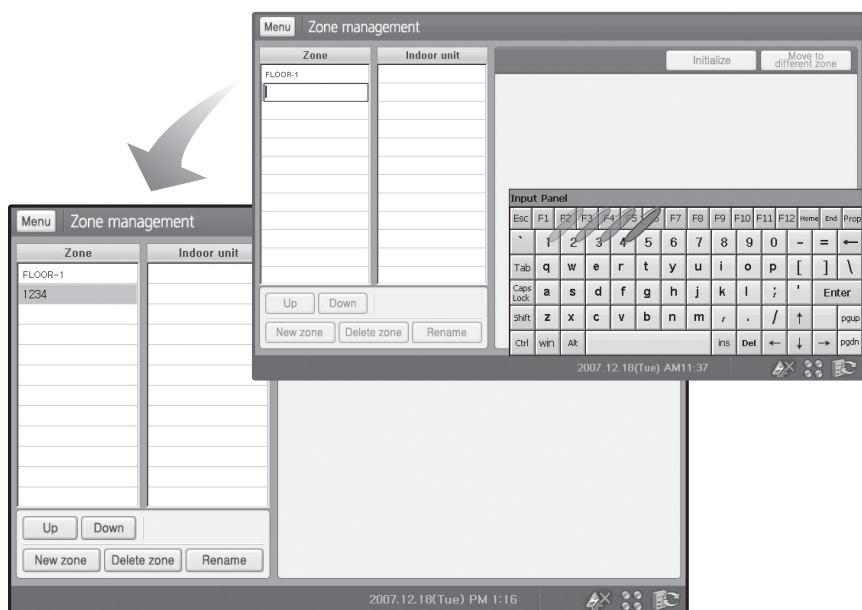 Menu Zone management
Zone Indoor unit Initialize Move to different zone
FLOOR-1
Input Panel
Esc F1 F2 F3 F4 F5 F6 F7 F8 F9 F10 F11 F12 Home End Prop
` 1 2 3 4 5 6 7 8 9 0 - = ←
Tab q w e r t y u i o p [ ] \
Caps Lock a s d f g h j k l ; ' Enter
Shift z x c v b n m , . / ↑ pgup
Ctrl win Alt ins Del ← ↓ → pgdn
Up Down
New zone Delete zone Rename
2007.12.18(Tue) AM11:37
Menu Zone management
Zone Indoor unit
FLOOR-1
1234
Up Down
New zone Delete zone Rename
2007.12.18(Tue) PM 1:16